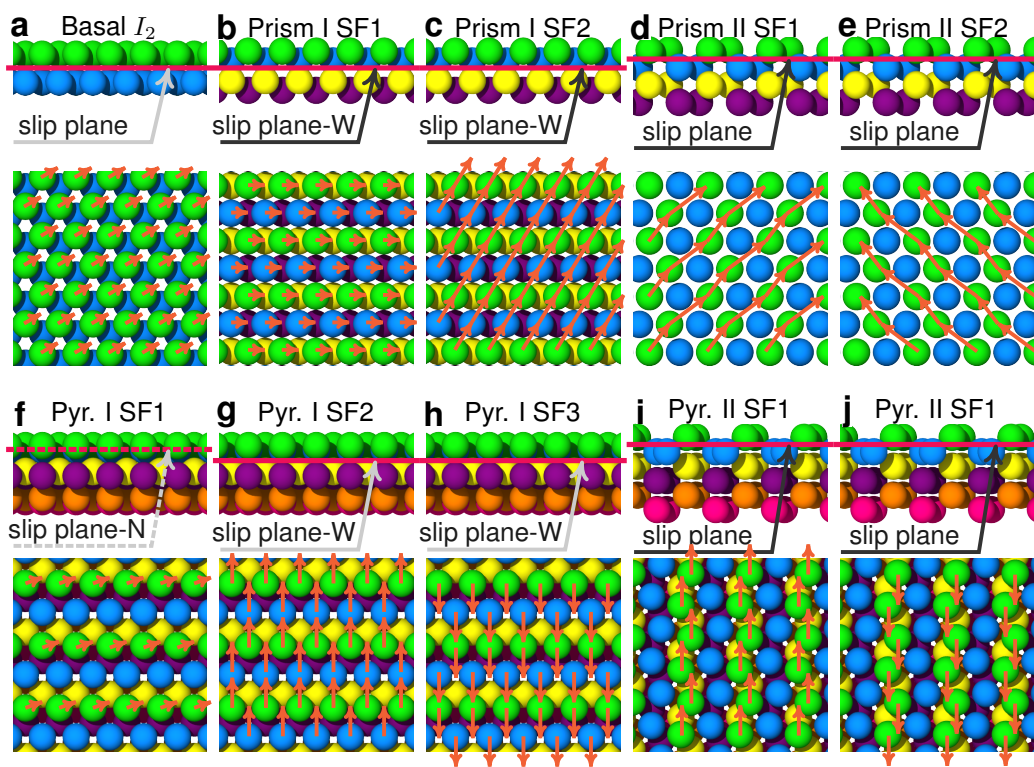 a Basal I₂
b Prism I SF1
c Prism I SF2
d Prism II SF1
e Prism II SF2
slip plane
slip plane-W
slip plane-W
slip plane
slip plane
f Pyr. I SF1
g Pyr. I SF2
h Pyr. I SF3
i Pyr. II SF1
j Pyr. II SF1
slip plane-N
slip plane-W
slip plane-W
slip plane
slip plane